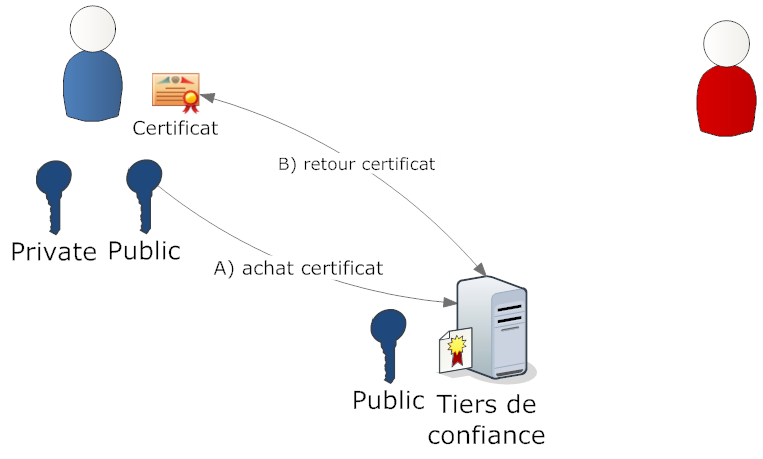 Certificat
B) retour certificat
Private
Public
A) achat certificat
Public
Tiers de
confiance